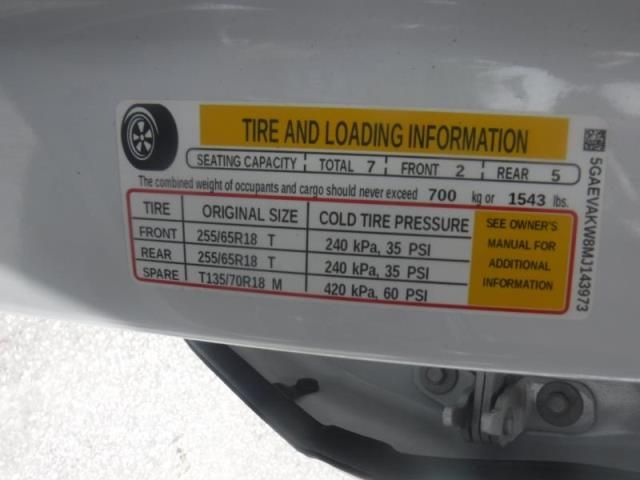 TIRE AND LOADING INFORMATION
SEATING CAPACITY TOTAL 7 FRONT 2 REAR 5
The combined weight of occupants and cargo should never exceed 700 kg or 1543 lbs.
TIRE ORIGINAL SIZE COLD TIRE PRESSURE
FRONT 255/65R18 T 240 kPa, 35 PSI
REAR 255/65R18 T 240 kPa, 35 PSI
SPARE T135/70R18 M 420 kPa, 60 PSI
SEE OWNER'S
MANUAL FOR
ADDITIONAL
INFORMATION
5GAEVAKW8MJ143973